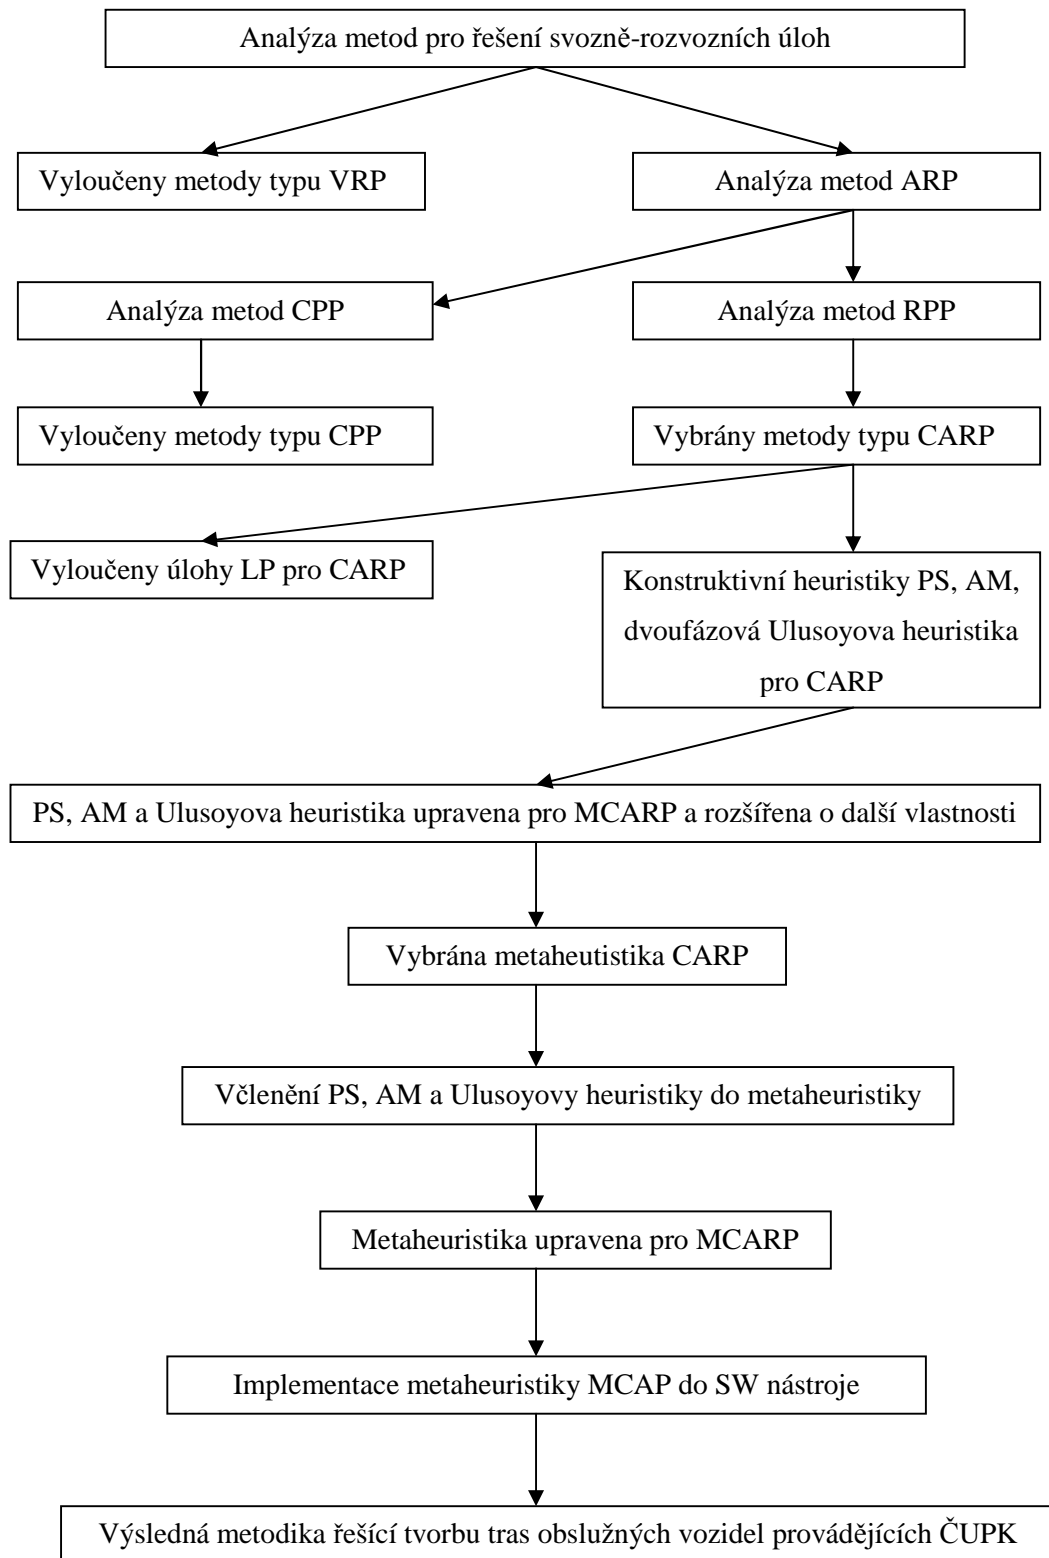 Analýza metod pro řešení svozně-rozvozních úloh
Vyloučeny metody typu VRP
Analýza metod ARP
Analýza metod CPP
Analýza metod RPP
Vyloučeny metody typu CPP
Vybrány metody typu CARP
Vyloučeny úlohy LP pro CARP
Konstruktivní heuristiky PS, AM,
dvoufázová Ulusoyova heuristika
pro CARP
PS, AM a Ulusoyova heuristika upravena pro MCARP a rozšířena o další vlastnosti
Vybrána metaheutistika CARP
Včlenění PS, AM a Ulusoyovy heuristiky do metaheuristiky
Metaheuristika upravena pro MCARP
Implementace metaheuristiky MCAP do SW nástroje
Výsledná metodika řešící tvorbu tras obslužných vozidel provádějících ČUPK